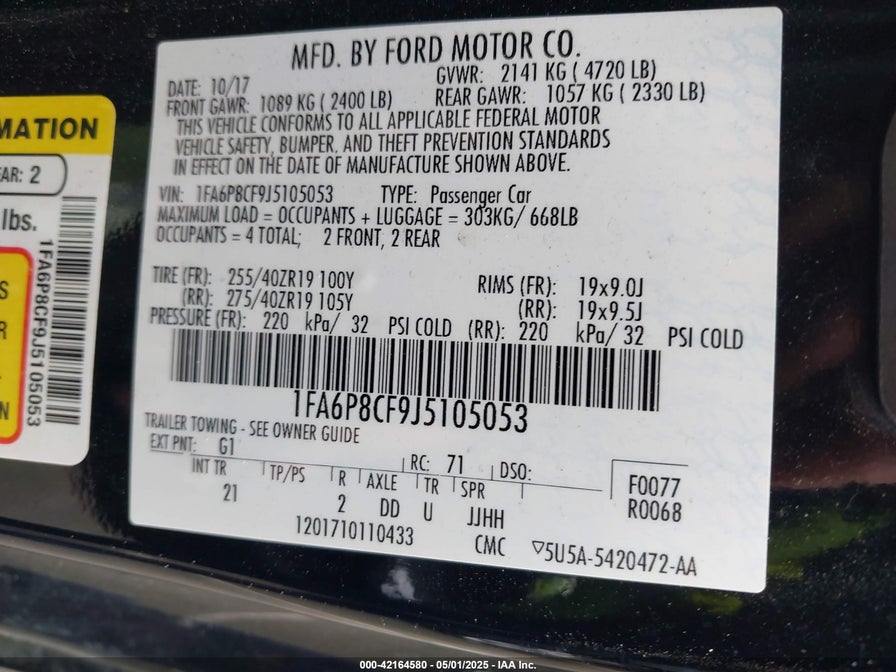 MFD. BY FORD MOTOR CO.
DATE: 10/17 GVWR: 2141 KG ( 4720 LB)
FRONT GAWR: 1089 KG ( 2400 LB) REAR GAWR: 1057 KG ( 2330 LB)
THIS VEHICLE CONFORMS TO ALL APPLICABLE FEDERAL MOTOR
VEHICLE SAFETY, BUMPER, AND THEFT PREVENTION STANDARDS
IN EFFECT ON THE DATE OF MANUFACTURE SHOWN ABOVE.
VIN: 1FA6P8CF9J5105053 TYPE: Passenger Car
MAXIMUM LOAD = OCCUPANTS + LUGGAGE = 303KG/ 668LB
OCCUPANTS = 4 TOTAL; 2 FRONT, 2 REAR
TIRE (FR): 255/40ZR19 100Y RIMS (FR): 19x9.0J
(RR): 275/40ZR19 105Y (RR): 19x9.5J
PRESSURE (FR): 220 kPa/ 32 PSI COLD (RR): 220 kPa/ 32 PSI COLD
1FA6P8CF9J5105053
TRAILER TOWING - SEE OWNER GUIDE
EXT PNT: G1 RC: 71 DSO:
INT TR TP/PS R AXLE TR SPR
21 2 DD U JJHH
F0077
R0068
1201710110433 CMC ▽5U5A-5420472-AA
MATION
EAR: 2
lbs.
S
R
N
1FA6P8CF9J5105053
000-42164580 - 05/01/2025 - IAA Inc.